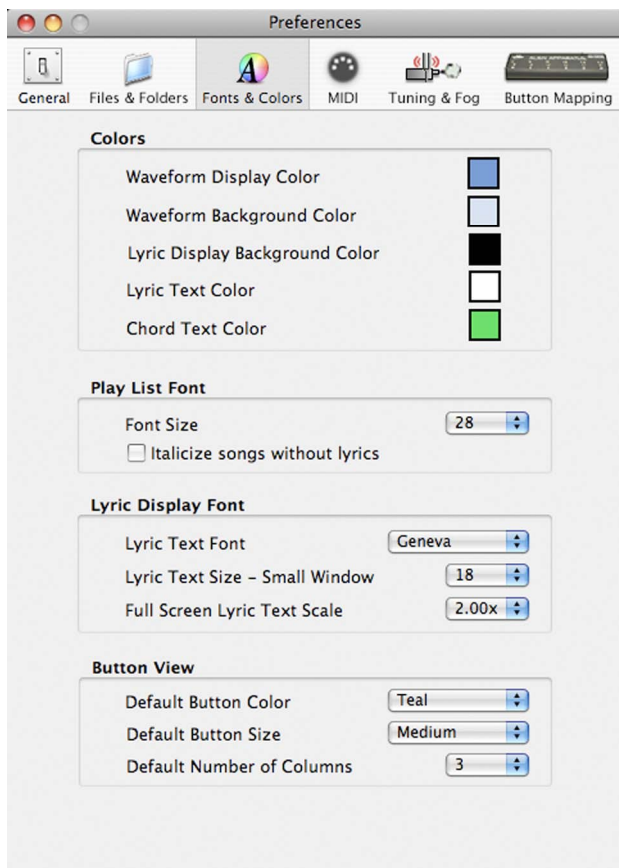 Preferences
General Files & Folders Fonts & Colors MIDI Tuning & Fog Button Mapping
Colors
Waveform Display Color
Waveform Background Color
Lyric Display Background Color
Lyric Text Color
Chord Text Color
Play List Font
Font Size 28
Italicize songs without lyrics
Lyric Display Font
Lyric Text Font Geneva
Lyric Text Size – Small Window 18
Full Screen Lyric Text Scale 2.00x
Button View
Default Button Color Teal
Default Button Size Medium
Default Number of Columns 3